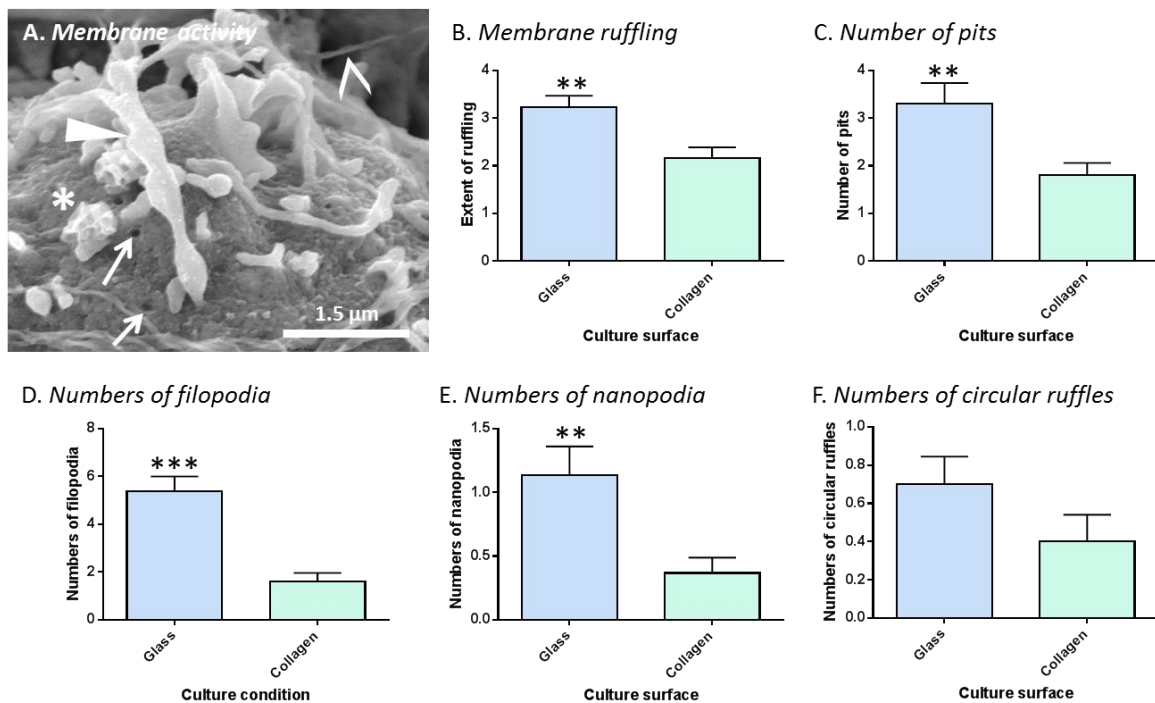 A. Membrane activity
*
1.5 µm
B. Membrane ruffling
4
3
2
1
0
Extent of ruffling
**
Glass
Collagen
Culture surface
C. Number of pits
4
3
2
1
0
Number of pits
**
Glass
Collagen
Culture surface
D. Numbers of filopodia
8
6
4
2
0
Numbers of filopodia
***
Glass
Collagen
Culture condition
E. Numbers of nanopodia
1.5
1.0
0.5
0.0
Numbers of nanopodia
**
Glass
Collagen
Culture surface
F. Numbers of circular ruffles
1.0
0.8
0.6
0.4
0.2
0.0
Numbers of circular ruffles
Glass
Collagen
Culture surface